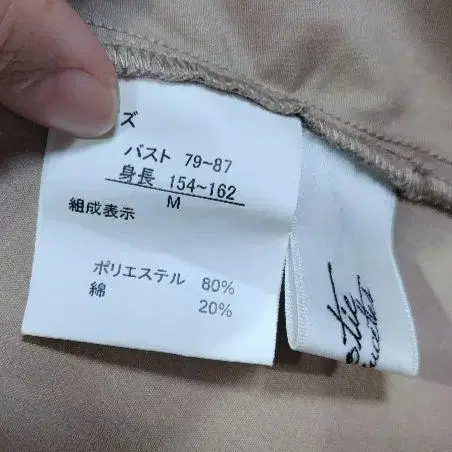 ズ
バスト 79~87
身長 154~162
M
組成表示
ポリエステル 80%
綿 20%